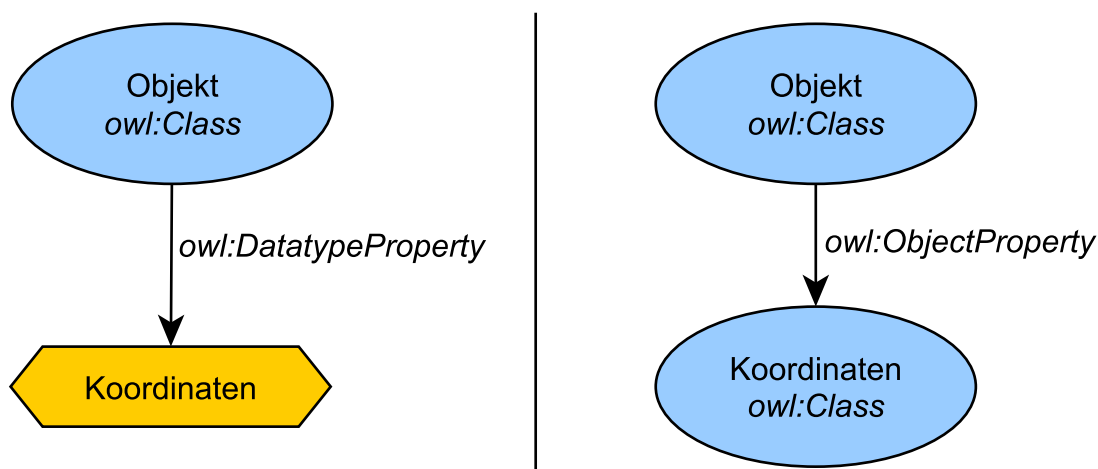 Objekt
owl:Class
owl:DatatypeProperty
Koordinaten
Objekt
owl:Class
owl:ObjectProperty
Koordinaten
owl:Class